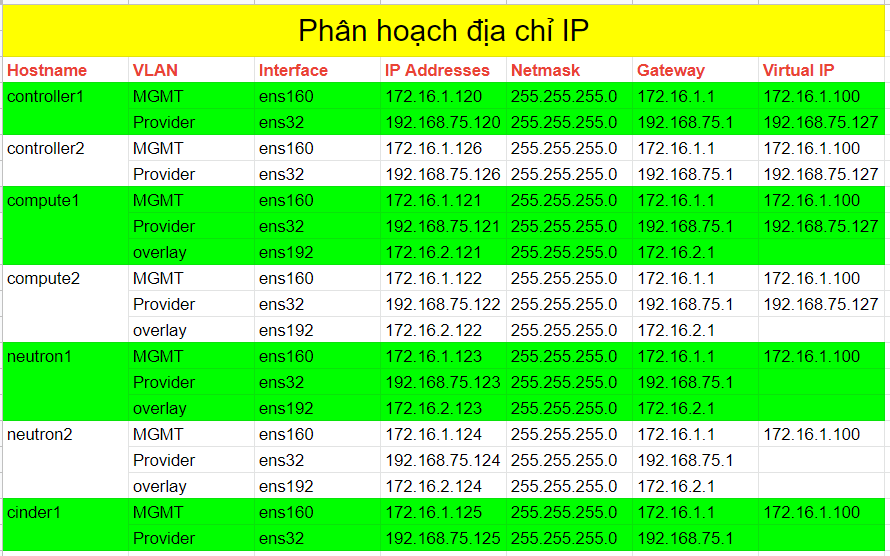 Phân hoạch địa chỉ IP
Hostname VLAN Interface IP Addresses Netmask Gateway Virtual IP
controller1 MGMT ens160 172.16.1.120 255.255.255.0 172.16.1.1 172.16.1.100
Provider ens32 192.168.75.120 255.255.255.0 192.168.75.1 192.168.75.127
controller2 MGMT ens160 172.16.1.126 255.255.255.0 172.16.1.1 172.16.1.100
Provider ens32 192.168.75.126 255.255.255.0 192.168.75.1 192.168.75.127
compute1 MGMT ens160 172.16.1.121 255.255.255.0 172.16.1.1 172.16.1.100
Provider ens32 192.168.75.121 255.255.255.0 192.168.75.1 192.168.75.127
overlay ens192 172.16.2.121 255.255.255.0 172.16.2.1
compute2 MGMT ens160 172.16.1.122 255.255.255.0 172.16.1.1 172.16.1.100
Provider ens32 192.168.75.122 255.255.255.0 192.168.75.1 192.168.75.127
overlay ens192 172.16.2.122 255.255.255.0 172.16.2.1
neutron1 MGMT ens160 172.16.1.123 255.255.255.0 172.16.1.1 172.16.1.100
Provider ens32 192.168.75.123 255.255.255.0 192.168.75.1
overlay ens192 172.16.2.123 255.255.255.0 172.16.2.1
neutron2 MGMT ens160 172.16.1.124 255.255.255.0 172.16.1.1 172.16.1.100
Provider ens32 192.168.75.124 255.255.255.0 192.168.75.1
overlay ens192 172.16.2.124 255.255.255.0 172.16.2.1
cinder1 MGMT ens160 172.16.1.125 255.255.255.0 172.16.1.1 172.16.1.100
Provider ens32 192.168.75.125 255.255.255.0 192.168.75.1